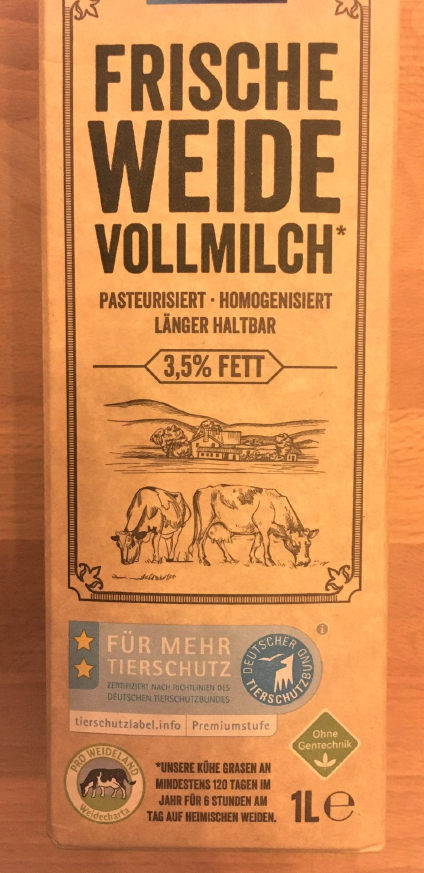 FRISCHE
WEIDE
VOLLMILCH*
PASTEURISIERT · HOMOGENISIERT
LÄNGER HALTBAR
3,5% FETT
FÜR MEHR
TIERSCHUTZ
ZERTIFIZIERT NACH RICHTLINIEN DES
DEUTSCHEN TIERSCHUTZBUNDES
DEUTSCHER TIERSCHUTZBUND
i
tierschutzlabel.info | Premiumstufe
Ohne
GenTechnik
PRO WEIDELAND
Weidecharta
*UNSERE KÜHE GRASEN AN
MINDESTENS 120 TAGEN IM
JAHR FÜR 6 STUNDEN AM
TAG AUF HEIMISCHEN WEIDEN.
1L℮